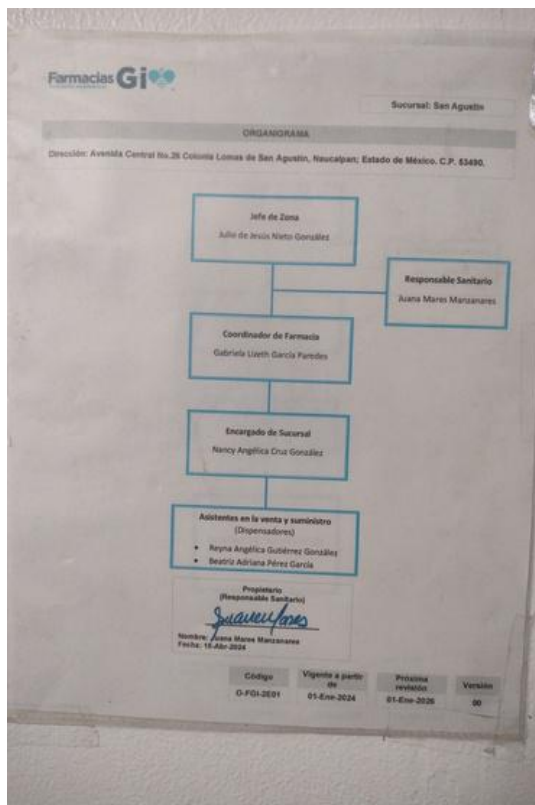 Farmacias Gi
Sucursal: San Agustín
ORGANIGRAMA
Dirección: Avenida Central No.26 Colonia Lomas de San Agustín, Naucalpan; Estado de México. C.P. 53490.
Jefe de Zona
Julio de Jesús Nieto González
Responsable Sanitario
Juana Mares Manzanares
Coordinador de Farmacia
Gabriela Lizeth García Paredes
Encargado de Sucursal
Nancy Angélica Cruz González
Asistentes en la venta y suministro
(Dispensadores)
• Reyna Angélica Gutiérrez González
• Beatriz Adriana Pérez García
Propietario
(Responsable Sanitario)
Nombre: Juana Mares Manzanares
Fecha: 15-Abr-2024
Código Vigente a partir de Próxima revisión Versión
O-FGI-2E01 01-Ene-2024 01-Ene-2026 00